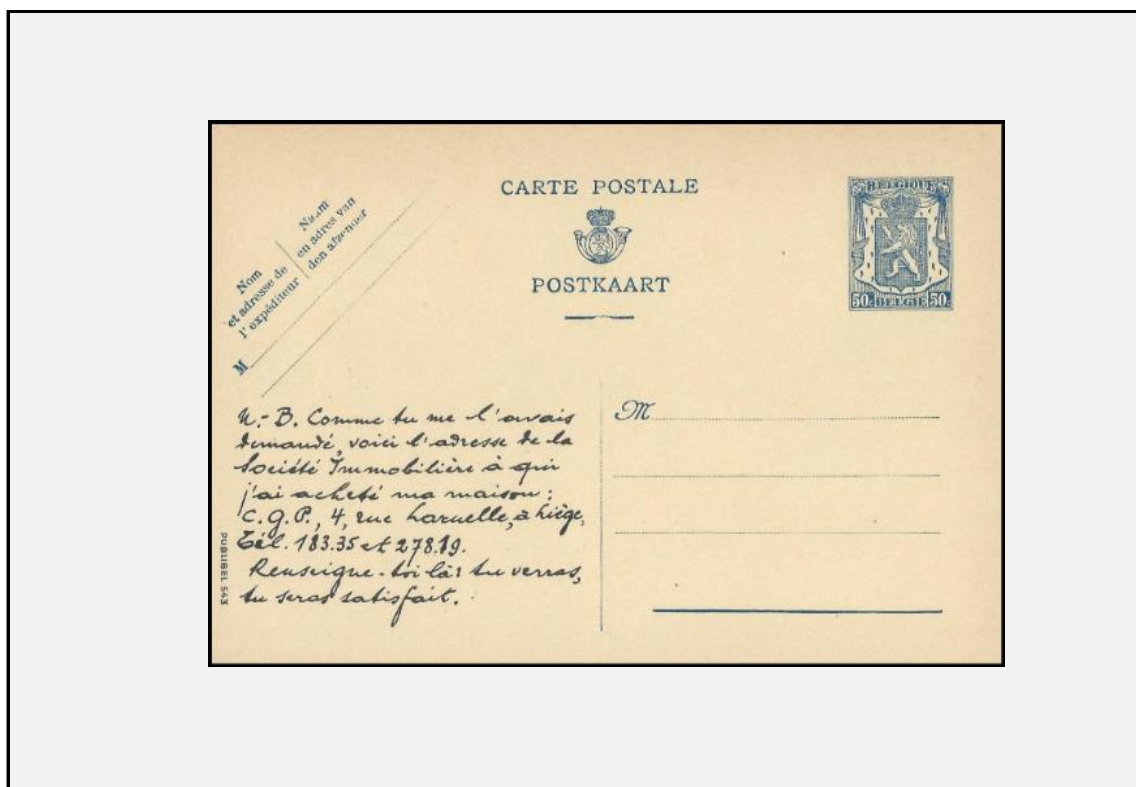 CARTE POSTALE
POSTKAART
BELGIQUE
50c BELGIE 50c
Nom
et adresse de
l'expéditeur
Naam
en adres van
den afzender
M
N.-B. Comme tu me l'avais
demandé, voici l'adresse de la
Société Immobilière à qui
j'ai acheté ma maison :
C.G.P., 4, rue Laruelle, à Liège,
Tél. 183.35 et 278.19.
Renseigne-toi là : tu verras,
tu seras satisfait.
PUBLIBEL 543
M